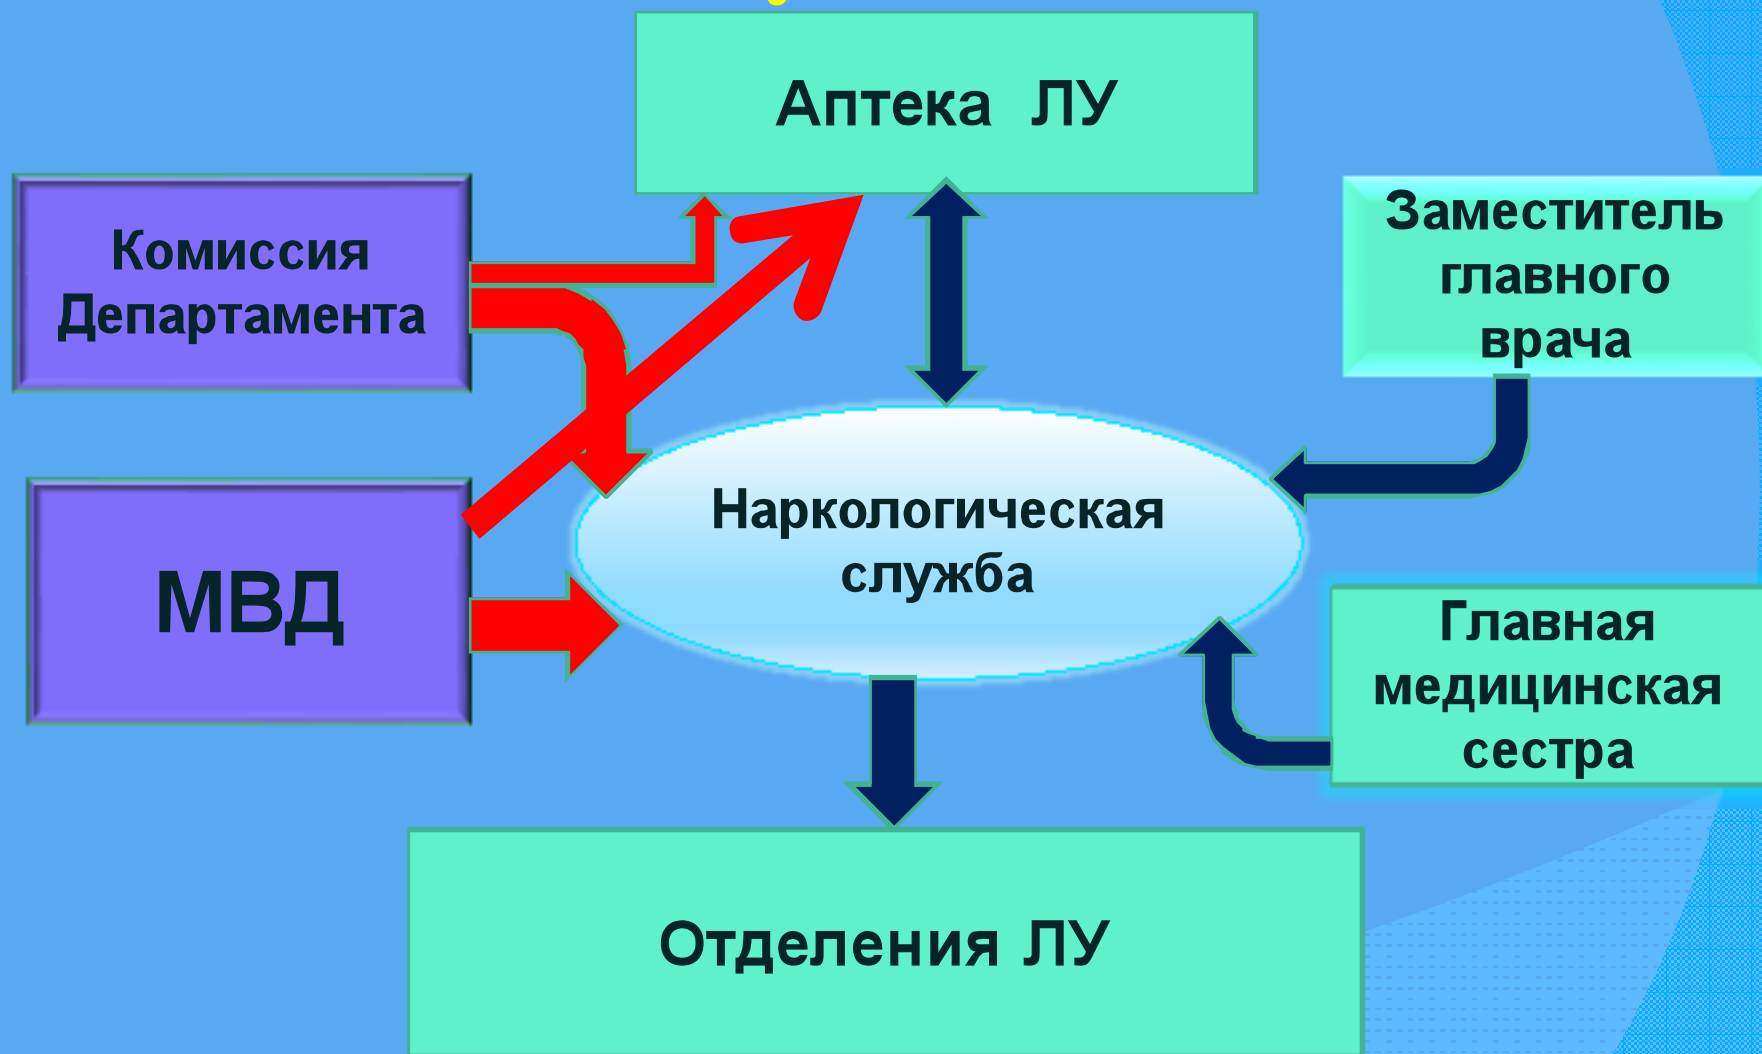 Аптека ЛУ
Комиссия
Департамента
Заместитель
главного
врача
Наркологическая
служба
МВД
Главная
медицинская
сестра
Отделения ЛУ